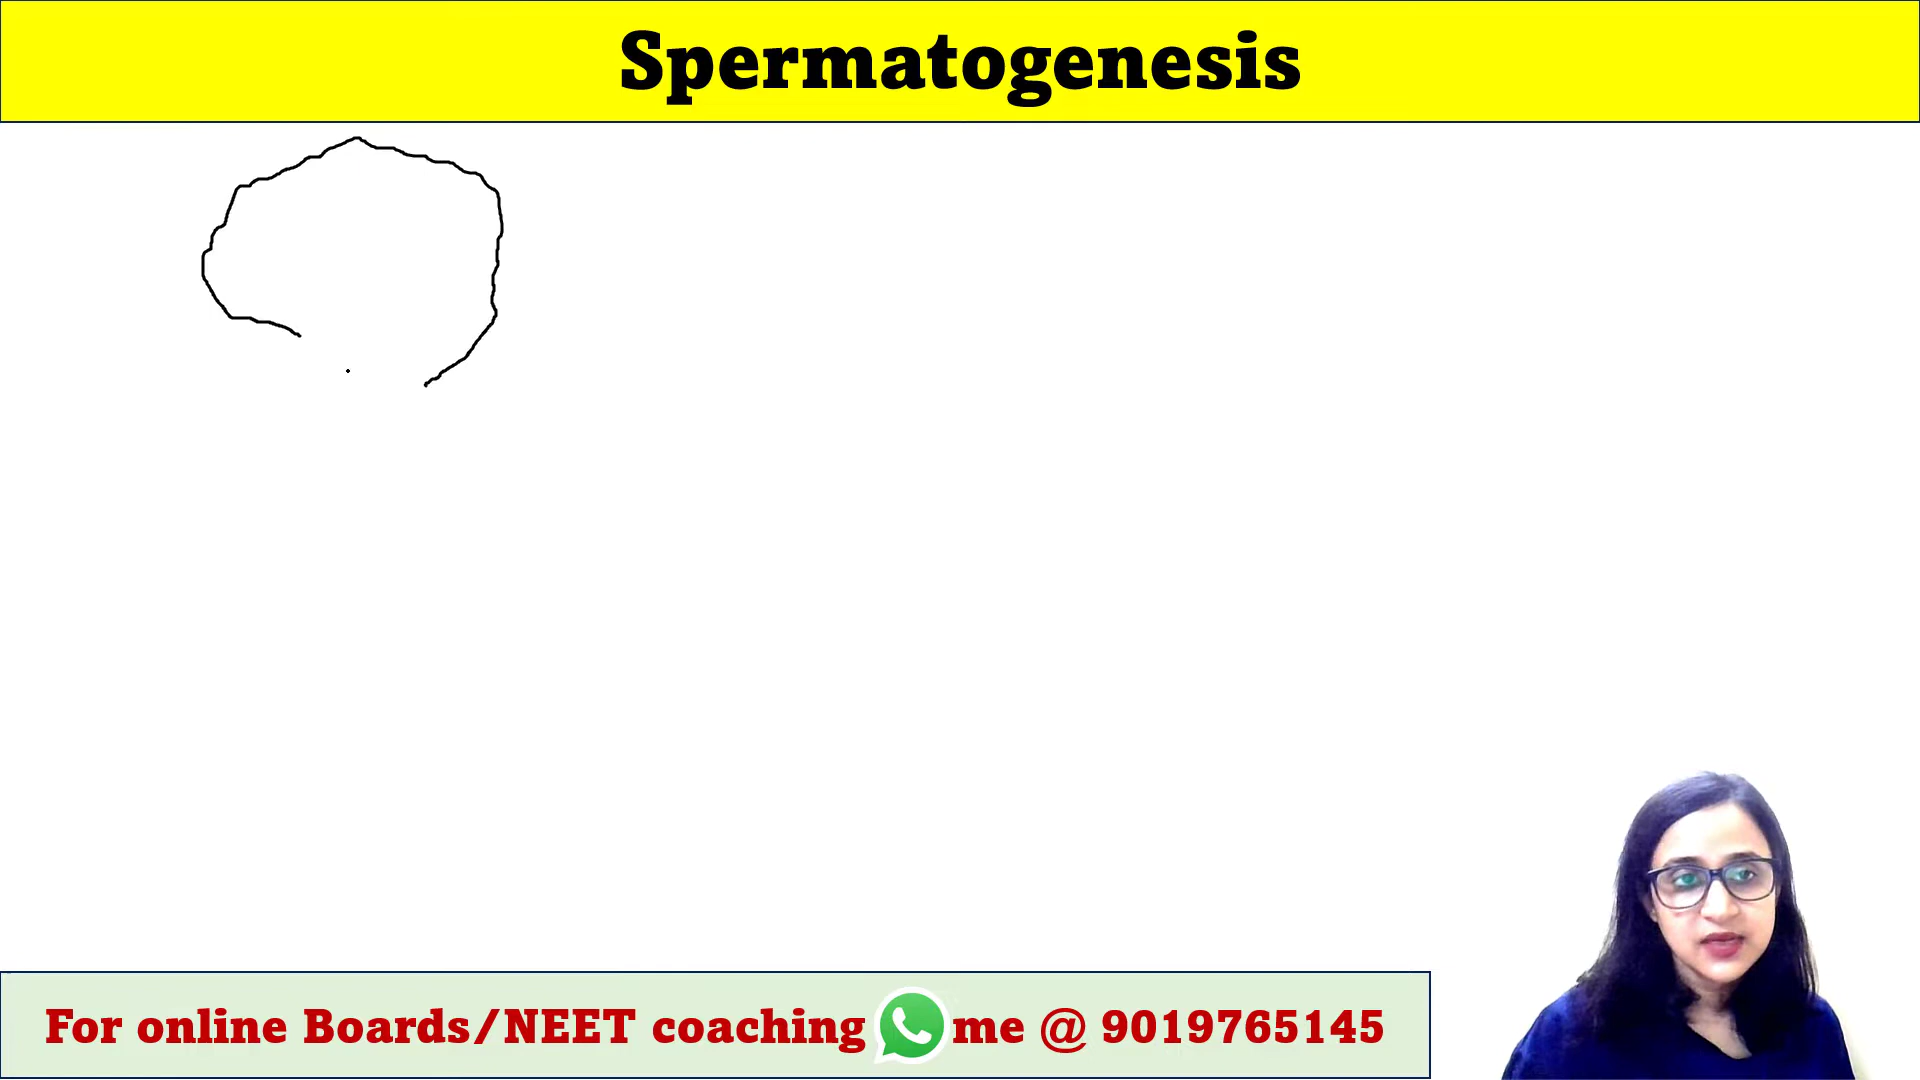 Spermatogenesis
For online Boards/NEET coaching me @ 9019765145